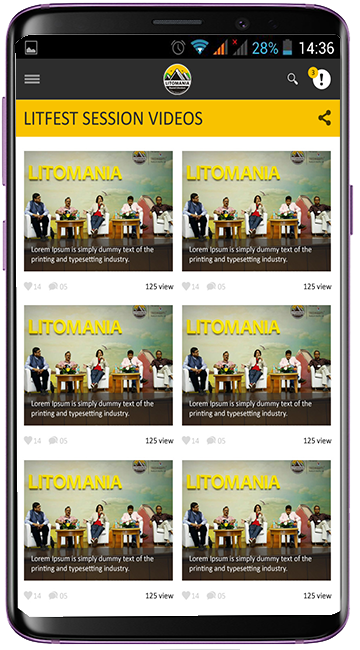 28% 14:36
LITOMANIA
3
LITFEST SESSION VIDEOS
LITOMANIA
Lorem Ipsum is simply dummy text of the
printing and typesetting industry.
14 05 125 view
LITOMANIA
Lorem Ipsum is simply dummy text of the
printing and typesetting industry.
14 05 125 view
LITOMANIA
Lorem Ipsum is simply dummy text of the
printing and typesetting industry.
14 05 125 view
LITOMANIA
Lorem Ipsum is simply dummy text of the
printing and typesetting industry.
14 05 125 view
LITOMANIA
Lorem Ipsum is simply dummy text of the
printing and typesetting industry.
14 05 125 view
LITOMANIA
Lorem Ipsum is simply dummy text of the
printing and typesetting industry.
14 05 125 view